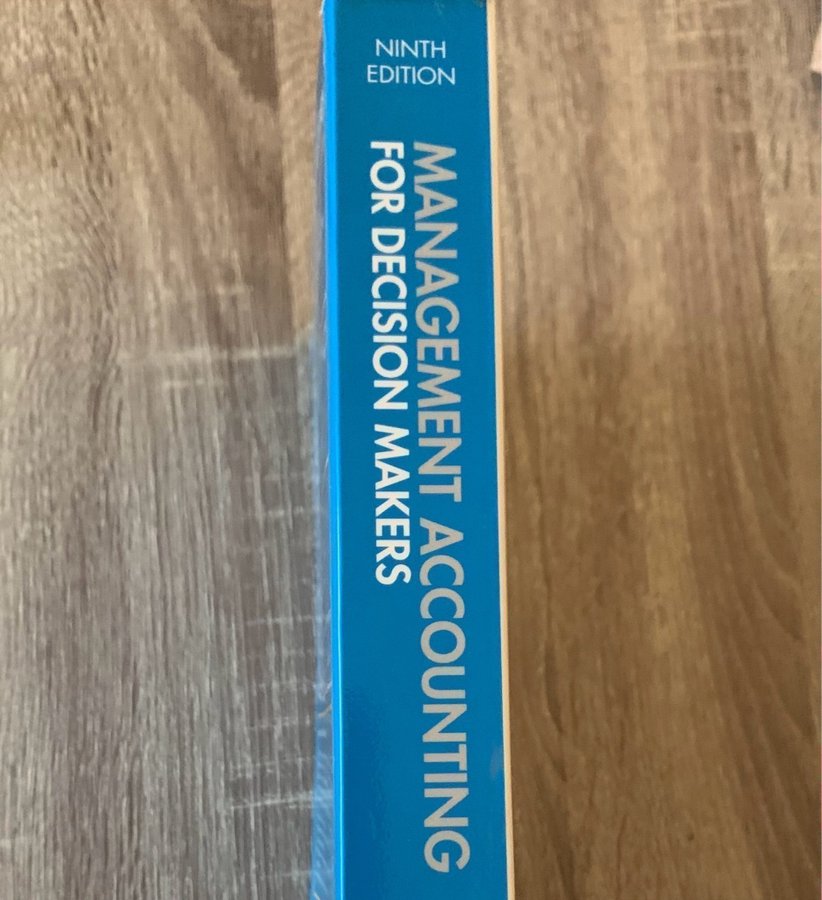 NINTH
EDITION
MANAGEMENT ACCOUNTING
FOR DECISION MAKERS